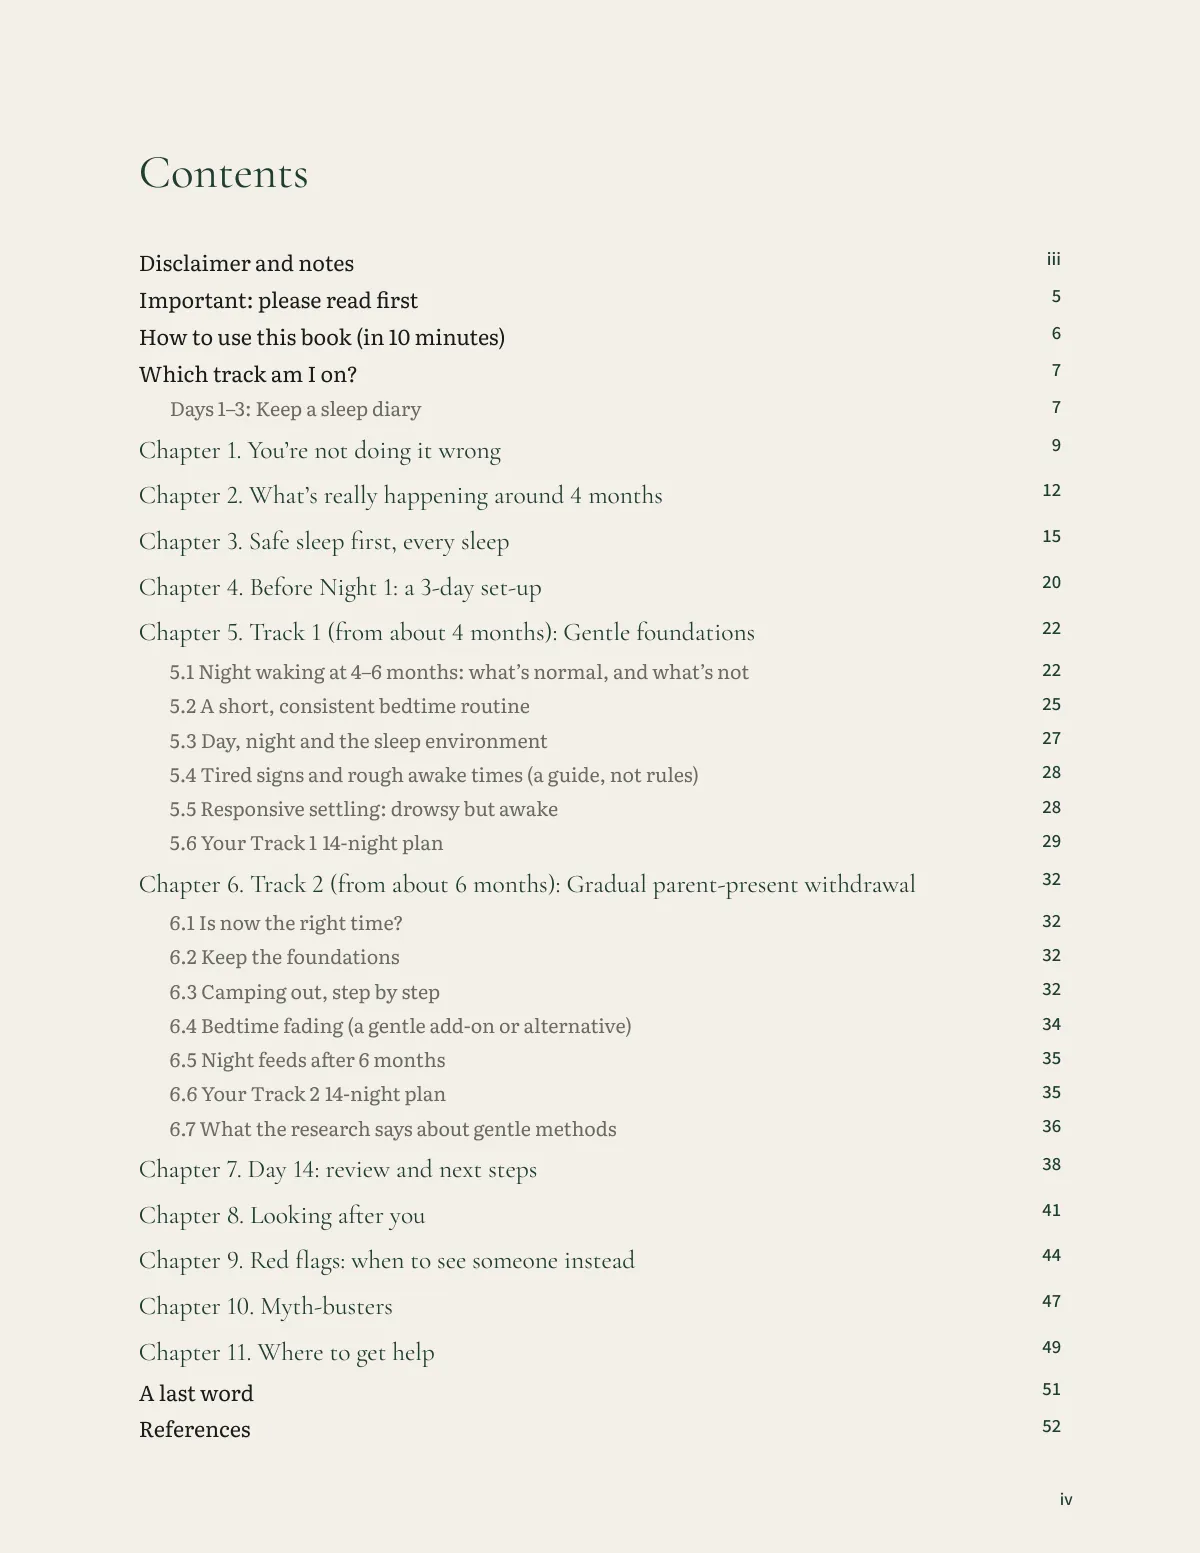 Contents
Disclaimer and notes iii
Important: please read first 5
How to use this book (in 10 minutes) 6
Which track am I on? 7
Days 1–3: Keep a sleep diary 7
Chapter 1. You’re not doing it wrong 9
Chapter 2. What’s really happening around 4 months 12
Chapter 3. Safe sleep first, every sleep 15
Chapter 4. Before Night 1: a 3-day set-up 20
Chapter 5. Track 1 (from about 4 months): Gentle foundations 22
5.1 Night waking at 4–6 months: what’s normal, and what’s not 22
5.2 A short, consistent bedtime routine 25
5.3 Day, night and the sleep environment 27
5.4 Tired signs and rough awake times (a guide, not rules) 28
5.5 Responsive settling: drowsy but awake 28
5.6 Your Track 1 14-night plan 29
Chapter 6. Track 2 (from about 6 months): Gradual parent-present withdrawal 32
6.1 Is now the right time? 32
6.2 Keep the foundations 32
6.3 Camping out, step by step 32
6.4 Bedtime fading (a gentle add-on or alternative) 34
6.5 Night feeds after 6 months 35
6.6 Your Track 2 14-night plan 35
6.7 What the research says about gentle methods 36
Chapter 7. Day 14: review and next steps 38
Chapter 8. Looking after you 41
Chapter 9. Red flags: when to see someone instead 44
Chapter 10. Myth-busters 47
Chapter 11. Where to get help 49
A last word 51
References 52
iv